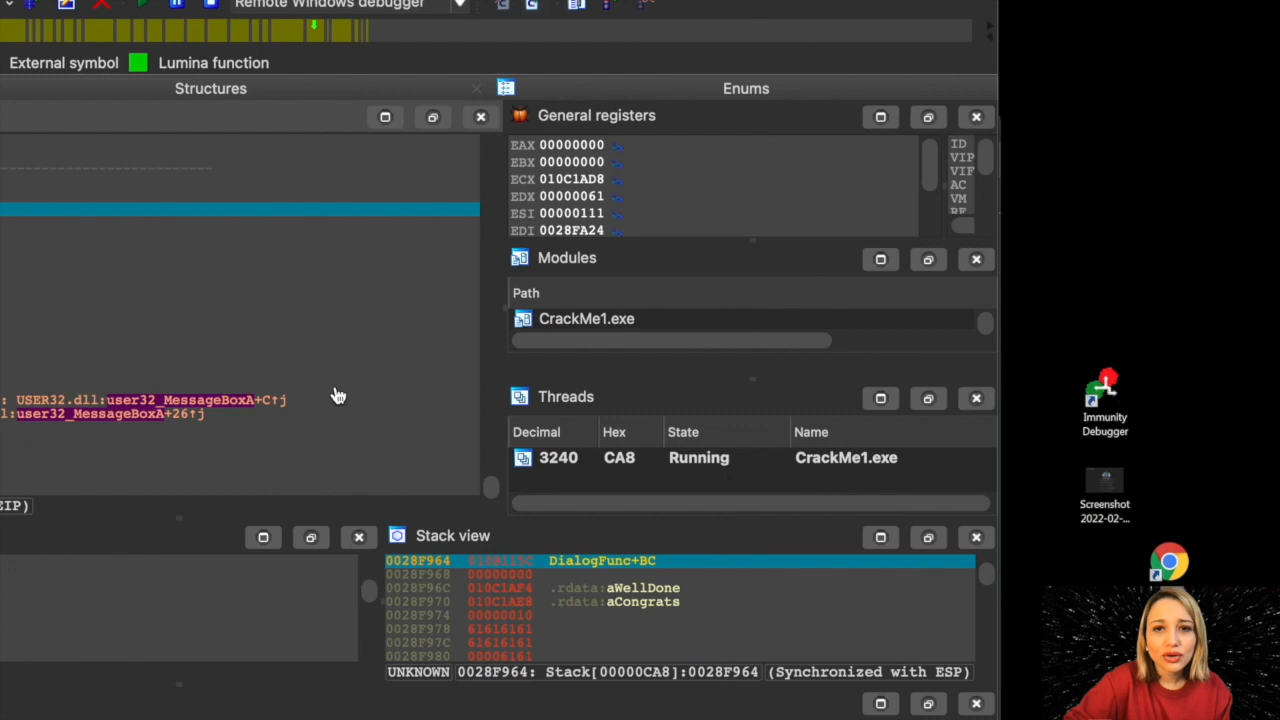 Remote Windows debugger
External symbol Lumina function
Structures
Enums
General registers
EAX 00000000
EBX 00000000
ECX 010C1AD8
EDX 00000061
ESI 00000111
EDI 0028FA24
ID
VIP
VIF
AC
VM
RF
Modules
Path
CrackMe1.exe
: USER32.dll:user32_MessageBoxA+C↑j
l:user32_MessageBoxA+26↑j
Threads
Decimal Hex State Name
3240 CA8 Running CrackMe1.exe
EIP)
Stack view
0028F964 DialogFunc+BC
0028F968 00000000
0028F96C 010C1AF4 .rdata:aWellDone
0028F970 010C1AE8 .rdata:aCongrats
0028F974 00000010
0028F978 61616161
0028F97C 61616161
0028F980 00006161
UNKNOWN 0028F964: Stack[00000CA8]:0028F964 (Synchronized with ESP)
Immunity
Debugger
Screenshot
2022-02-...